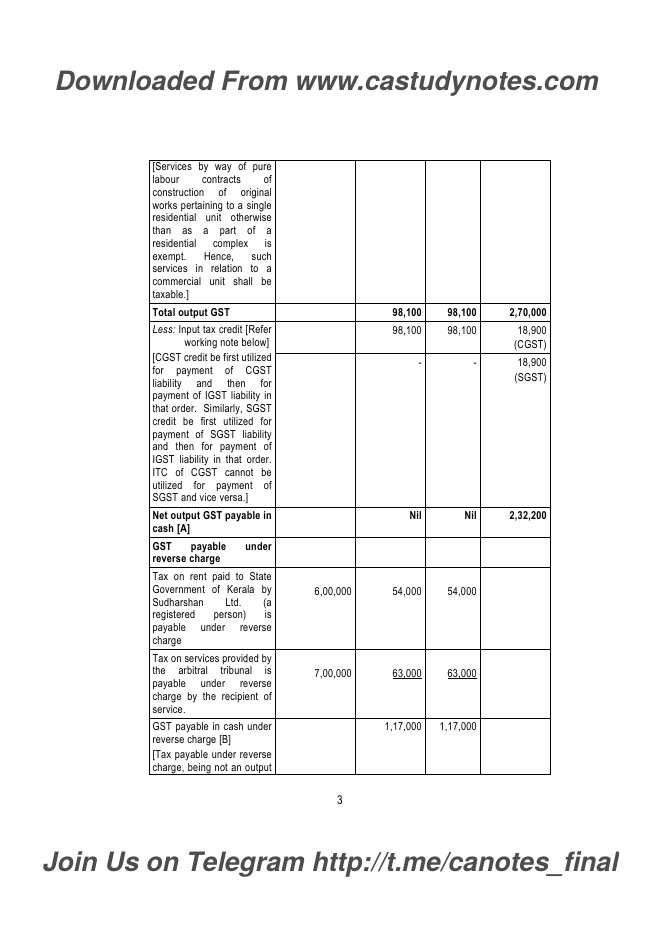 Downloaded From www.castudynotes.com
[Services by way of pure
labour contracts of
construction of original
works pertaining to a single
residential unit otherwise
than as a part of a
residential complex is
exempt. Hence, such
services in relation to a
commercial unit shall be
taxable.]
Total output GST 98,100 98,100 2,70,000
Less: Input tax credit [Refer 98,100 98,100 18,900
working note below] (CGST)
[CGST credit be first utilized - - 18,900
for payment of CGST (SGST)
liability and then for
payment of IGST liability in
that order. Similarly, SGST
credit be first utilized for
payment of SGST liability
and then for payment of
IGST liability in that order.
ITC of CGST cannot be
utilized for payment of
SGST and vice versa.]
Net output GST payable in Nil Nil 2,32,200
cash [A]
GST payable under
reverse charge
Tax on rent paid to State
Government of Kerala by 6,00,000 54,000 54,000
Sudharshan Ltd. (a
registered person) is
payable under reverse
charge
Tax on services provided by
the arbitral tribunal is 7,00,000 63,000 63,000
payable under reverse
charge by the recipient of
service.
GST payable in cash under 1,17,000 1,17,000
reverse charge [B]
[Tax payable under reverse
charge, being not an output
3
Join Us on Telegram http://t.me/canotes_final